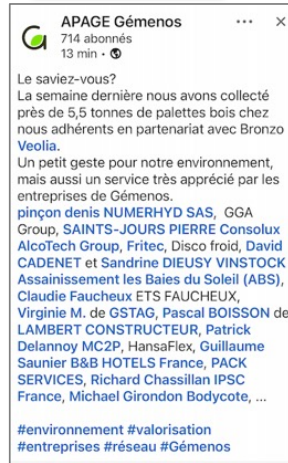 APAGE Gémenos
714 abonnés
13 min •
Le saviez-vous?
La semaine dernière nous avons collecté
près de 5,5 tonnes de palettes bois chez
nous adhérents en partenariat avec Bronzo
Veolia.
Un petit geste pour notre environnement,
mais aussi un service très apprécié par les
entreprises de Gémenos.
pinçon denis NUMERHYD SAS, GGA
Group, SAINTS-JOURS PIERRE Consolux
AlcoTech Group, Fritec, Disco froid, David
CADENET et Sandrine DIEUSY VINSTOCK
Assainissement les Baies du Soleil (ABS),
Claudie Faucheux ETS FAUCHEUX,
Virginie M. de GSTAG, Pascal BOISSON de
LAMBERT CONSTRUCTEUR, Patrick
Delannoy MC2P, HansaFlex, Guillaume
Saunier B&B HOTELS France, PACK
SERVICES, Richard Chassillan IPSC
France, Michael Girondon Bodycote, ...
#environnement #valorisation
#entreprises #réseau #Gémenos